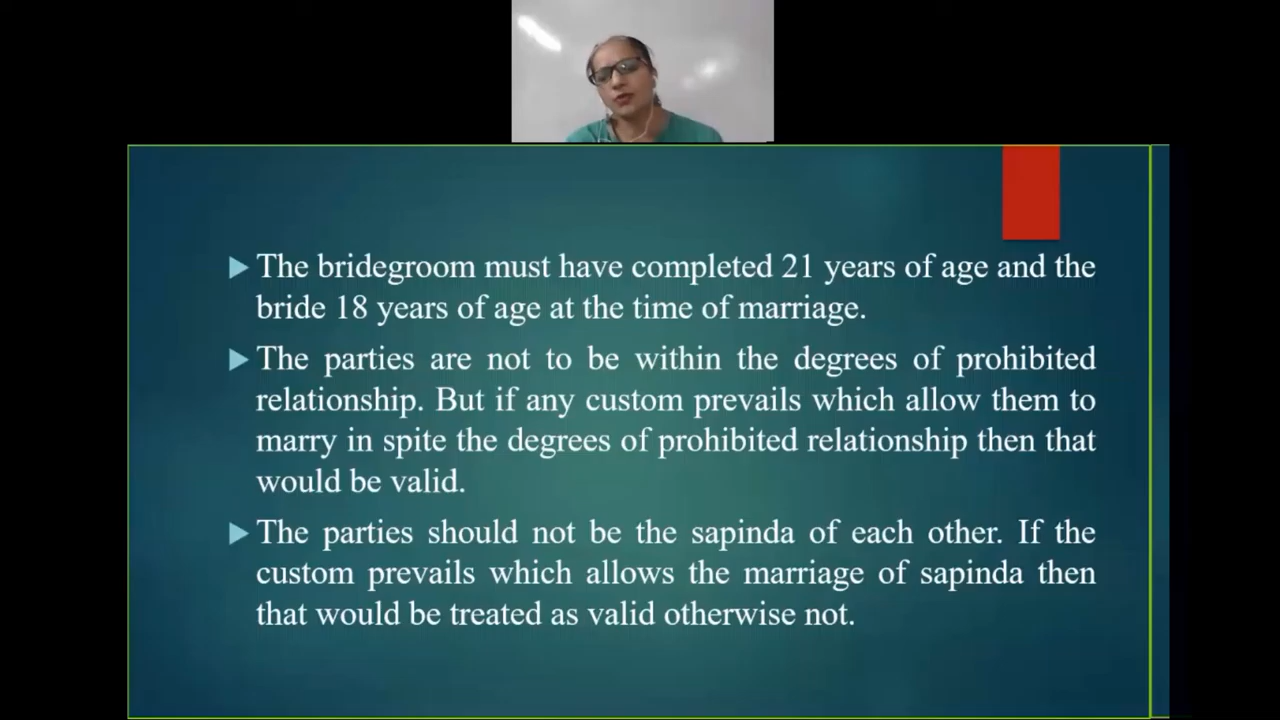 The bridegroom must have completed 21 years of age and the
bride 18 years of age at the time of marriage.
The parties are not to be within the degrees of prohibited
relationship. But if any custom prevails which allow them to
marry in spite the degrees of prohibited relationship then that
would be valid.
The parties should not be the sapinda of each other. If the
custom prevails which allows the marriage of sapinda then
that would be treated as valid otherwise not.